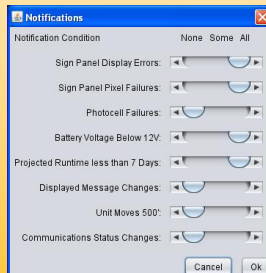 Notifications
Notification Condition None Some All
Sign Panel Display Errors:
Sign Panel Pixel Failures:
Photocell Failures:
Battery Voltage Below 12V:
Projected Runtime less than 7 Days:
Displayed Message Changes:
Unit Moves 500':
Communications Status Changes:
Cancel Ok